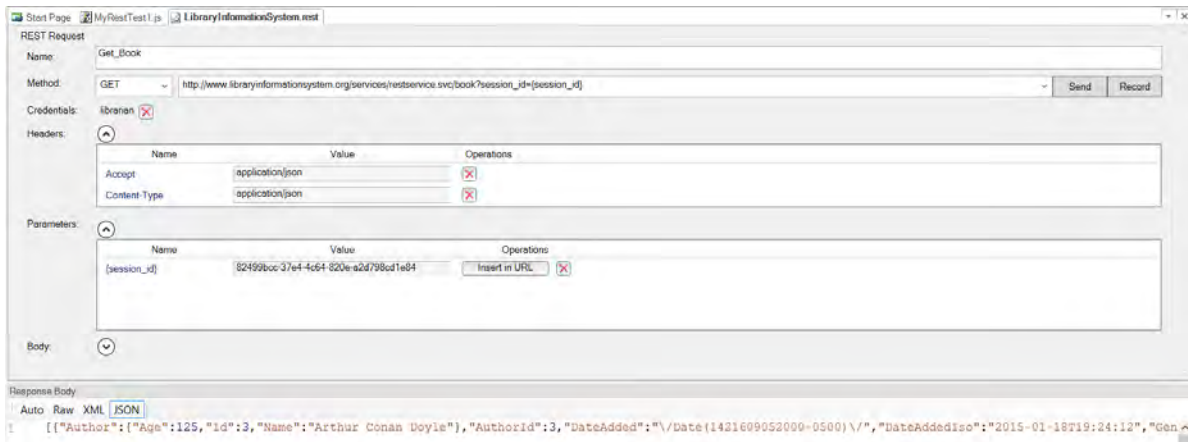 Start Page MyRestTest1.js LibraryInformationSystem.rest
REST Request
Name: Get_Book
Method: GET http://www.libraryinformationsystem.org/services/restservice.svc/book?session_id={session_id} Send Record
Credentials: librarian
Headers:
Name Value Operations
Accept application/json
Content-Type application/json
Parameters:
Name Value Operations
{session_id} 82499bcc-37e4-4c64-820e-a2d798cd1e84 Insert in URL
Body:
Response Body
Auto Raw XML JSON
1 [{"Author":{"Age":125,"Id":3,"Name":"Arthur Conan Doyle"},"AuthorId":3,"DateAdded":"\/Date(1421609052000-0500)\/","DateAddedIso":"2015-01-18T19:24:12","Gen